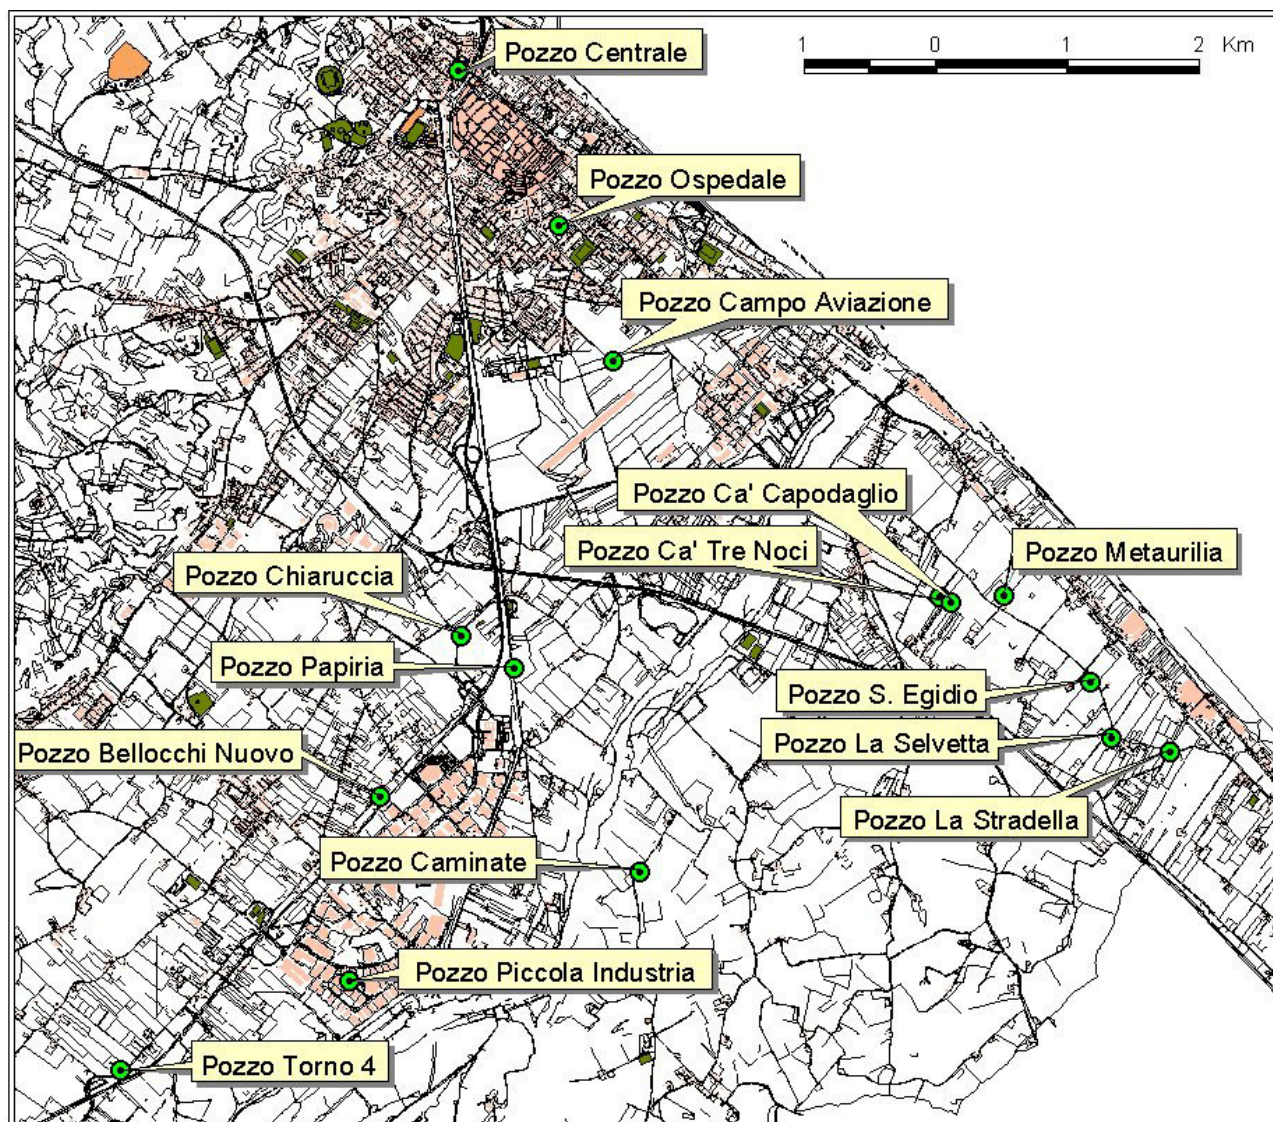 Pozzo Centrale
1 0 1 2 Km
Pozzo Ospedale
Pozzo Campo Aviazione
Pozzo Ca' Capodaglio
Pozzo Ca' Tre Noci
Pozzo Metaurilia
Pozzo Chiaruccia
Pozzo Papiria
Pozzo S. Egidio
Pozzo La Selvetta
Pozzo Bellocchi Nuovo
Pozzo La Stradella
Pozzo Caminate
Pozzo Piccola Industria
Pozzo Torno 4